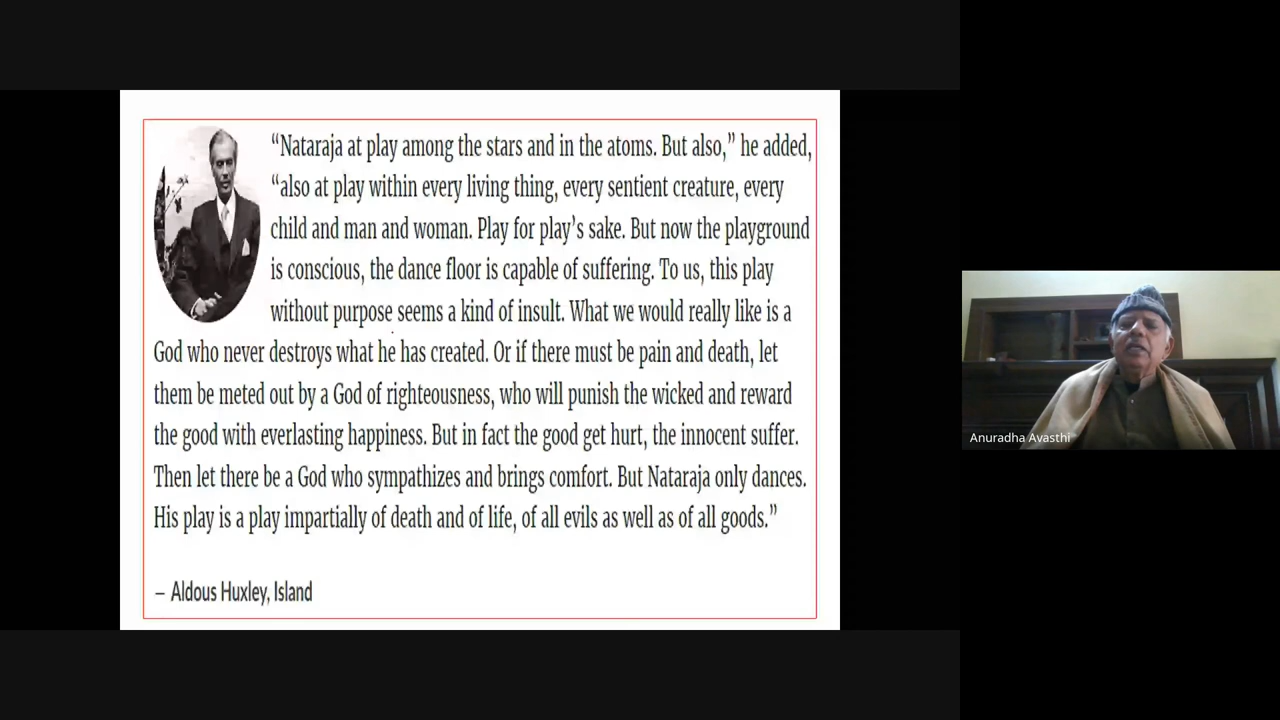 “Nataraja at play among the stars and in the atoms. But also,” he added,
“also at play within every living thing, every sentient creature, every
child and man and woman. Play for play’s sake. But now the playground
is conscious, the dance floor is capable of suffering. To us, this play
without purpose seems a kind of insult. What we would really like is a
God who never destroys what he has created. Or if there must be pain and death, let
them be meted out by a God of righteousness, who will punish the wicked and reward
the good with everlasting happiness. But in fact the good get hurt, the innocent suffer.
Then let there be a God who sympathizes and brings comfort. But Nataraja only dances.
His play is a play impartially of death and of life, of all evils as well as of all goods.”
– Aldous Huxley, Island
Anuradha Avasthi